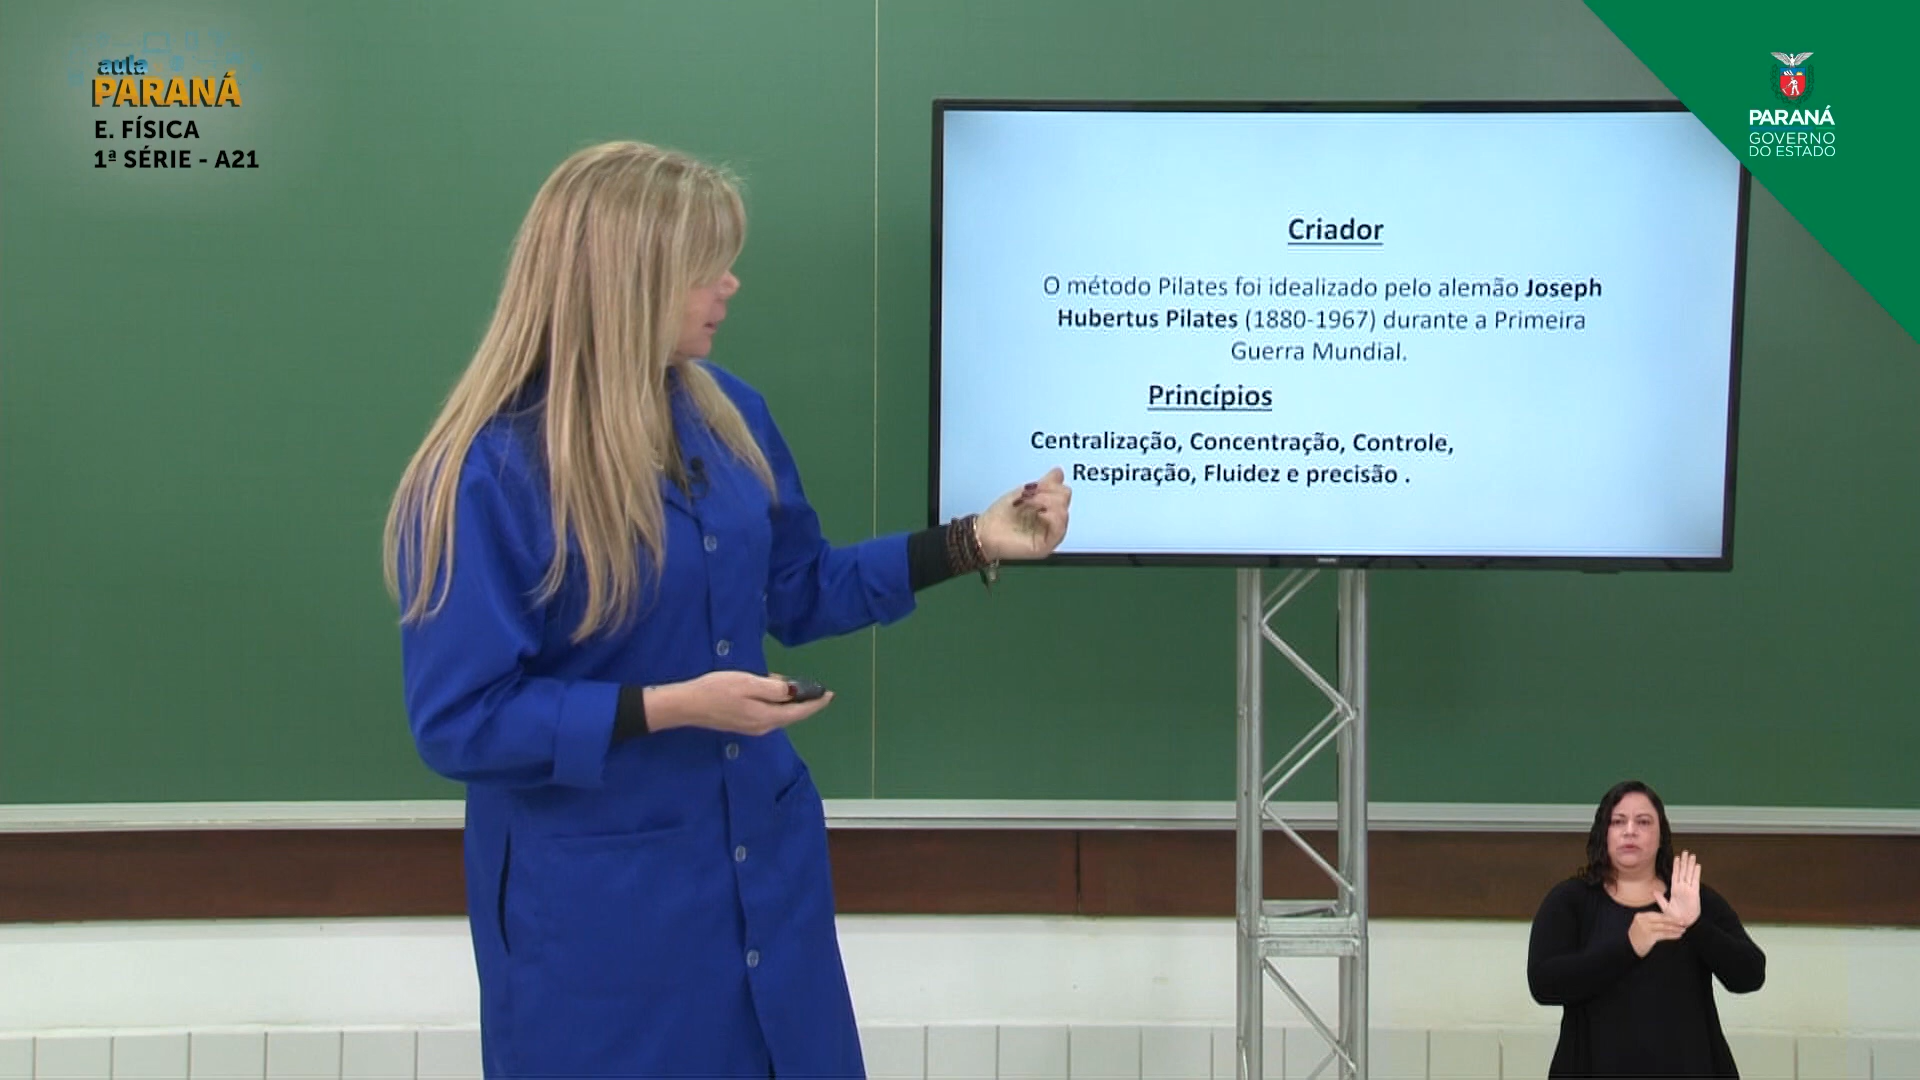 aula
PARANÁ
E. FÍSICA
1ª SÉRIE - A21
PARANÁ
GOVERNO
DO ESTADO
Criador
O método Pilates foi idealizado pelo alemão Joseph
Hubertus Pilates (1880-1967) durante a Primeira
Guerra Mundial.
Princípios
Centralização, Concentração, Controle,
Respiração, Fluidez e precisão .